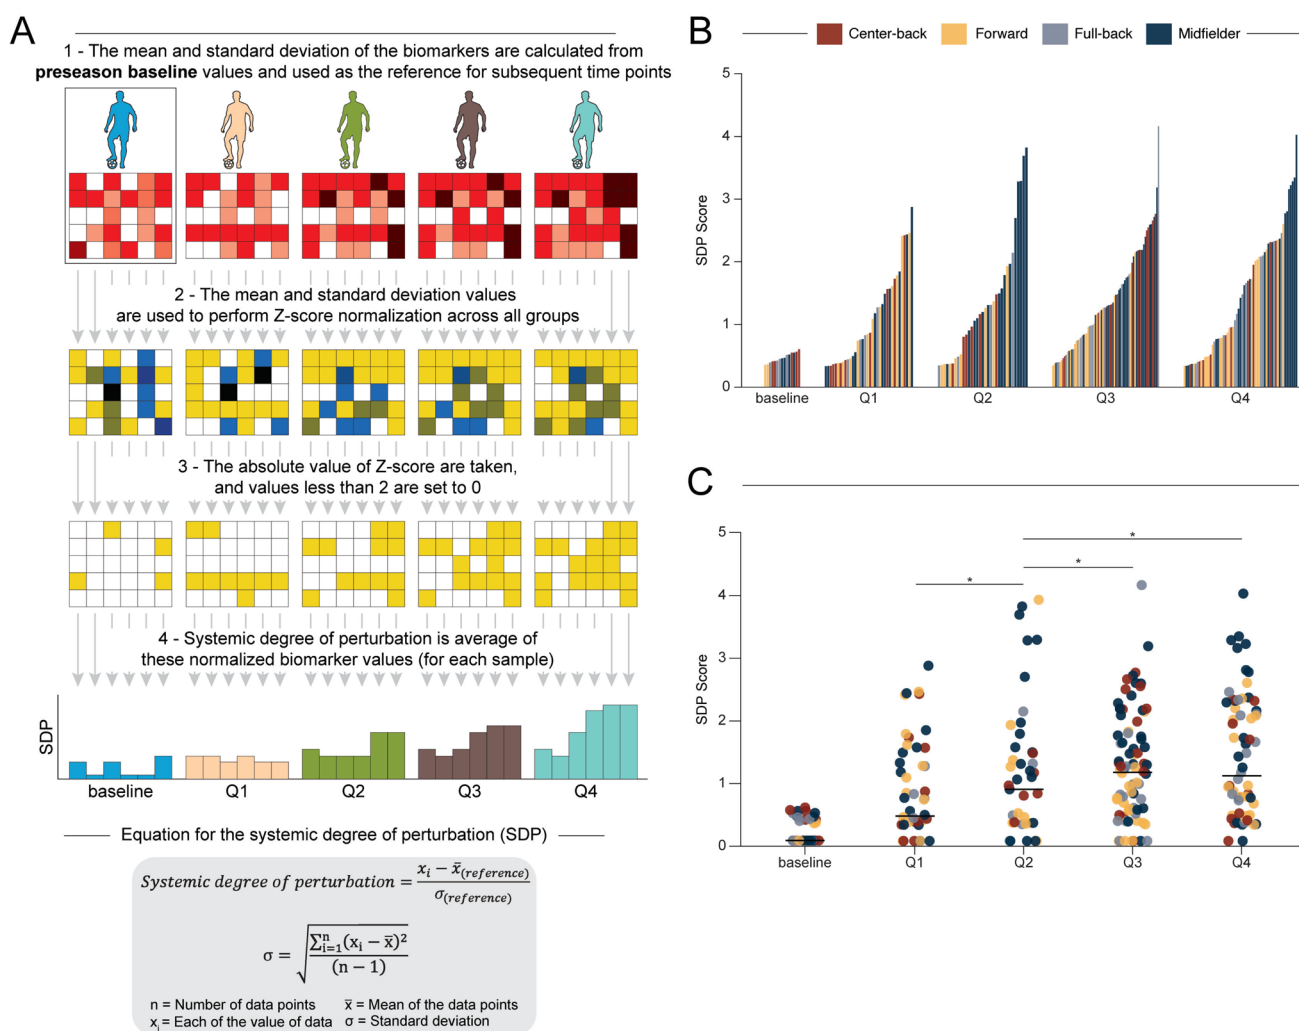 A
1 - The mean and standard deviation of the biomarkers are calculated from
preseason baseline values and used as the reference for subsequent time points
2 - The mean and standard deviation values
are used to perform Z-score normalization across all groups
3 - The absolute value of Z-score are taken,
and values less than 2 are set to 0
4 - Systemic degree of perturbation is average of
these normalized biomarker values (for each sample)
SDP
baseline Q1 Q2 Q3 Q4
Equation for the systemic degree of perturbation (SDP)
Systemic degree of perturbation = (xᵢ − x̄(reference)) / σ(reference)
σ = √(∑ⁿᵢ₌₁(xᵢ − x̄)² / (n − 1))
n = Number of data points x̄ = Mean of the data points
xᵢ = Each of the value of data σ = Standard deviation
B
Center-back Forward Full-back Midfielder
SDP Score
5
4
3
2
1
0
baseline Q1 Q2 Q3 Q4
C
SDP Score
5
4
3
2
1
0
*
*
*
baseline Q1 Q2 Q3 Q4